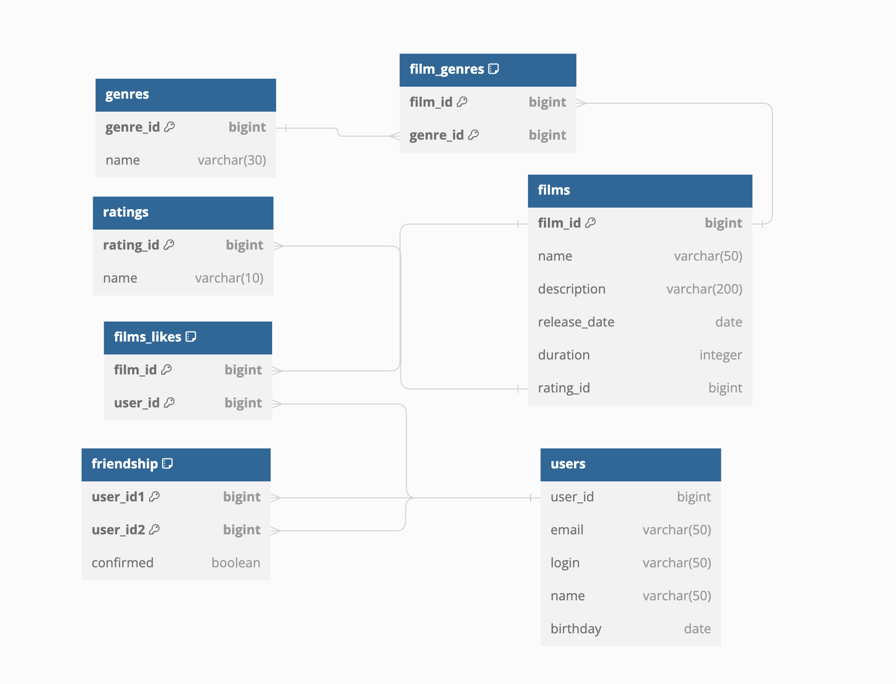 film_genres
film_id bigint
genre_id bigint
genres
genre_id bigint
name varchar(30)
films
film_id bigint
name varchar(50)
description varchar(200)
release_date date
duration integer
rating_id bigint
ratings
rating_id bigint
name varchar(10)
films_likes
film_id bigint
user_id bigint
friendship
user_id1 bigint
user_id2 bigint
confirmed boolean
users
user_id bigint
email varchar(50)
login varchar(50)
name varchar(50)
birthday date